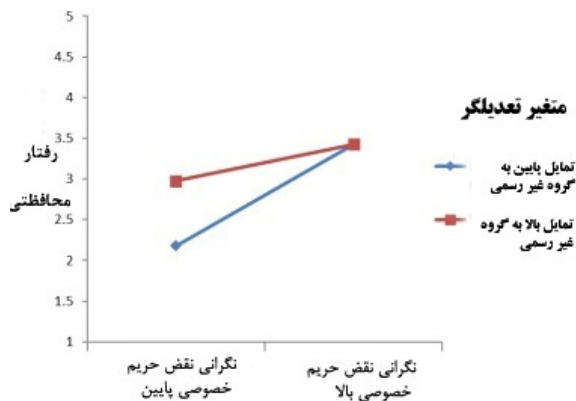 5
4.5
4
3.5
3
2.5
2
1.5
1
رفتار
محافظتی
نگرانی نقض حریم
خصوصی پایین
نگرانی نقض حریم
خصوصی بالا
متغیر تعدیلگر
تمایل پایین به
گروه غیر رسمی
تمایل بالا به گروه
غیر رسمی